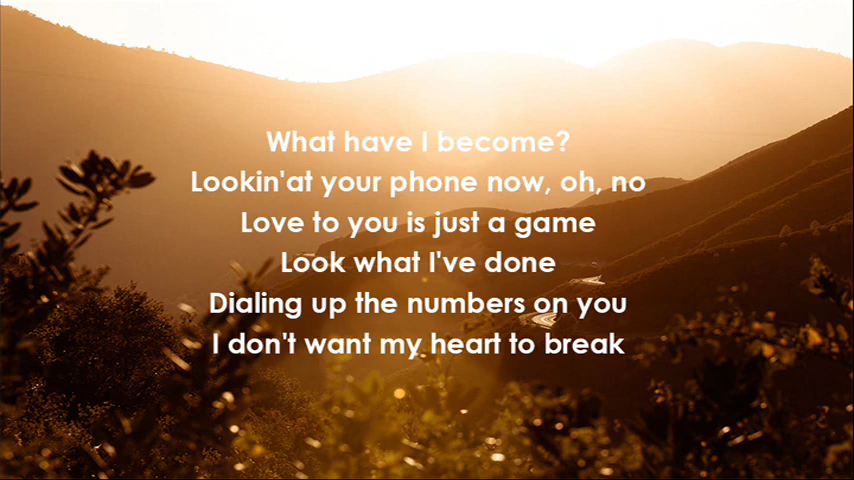 What have I become?
Lookin'at your phone now, oh, no
Love to you is just a game
Look what I've done
Dialing up the numbers on you
I don't want my heart to break